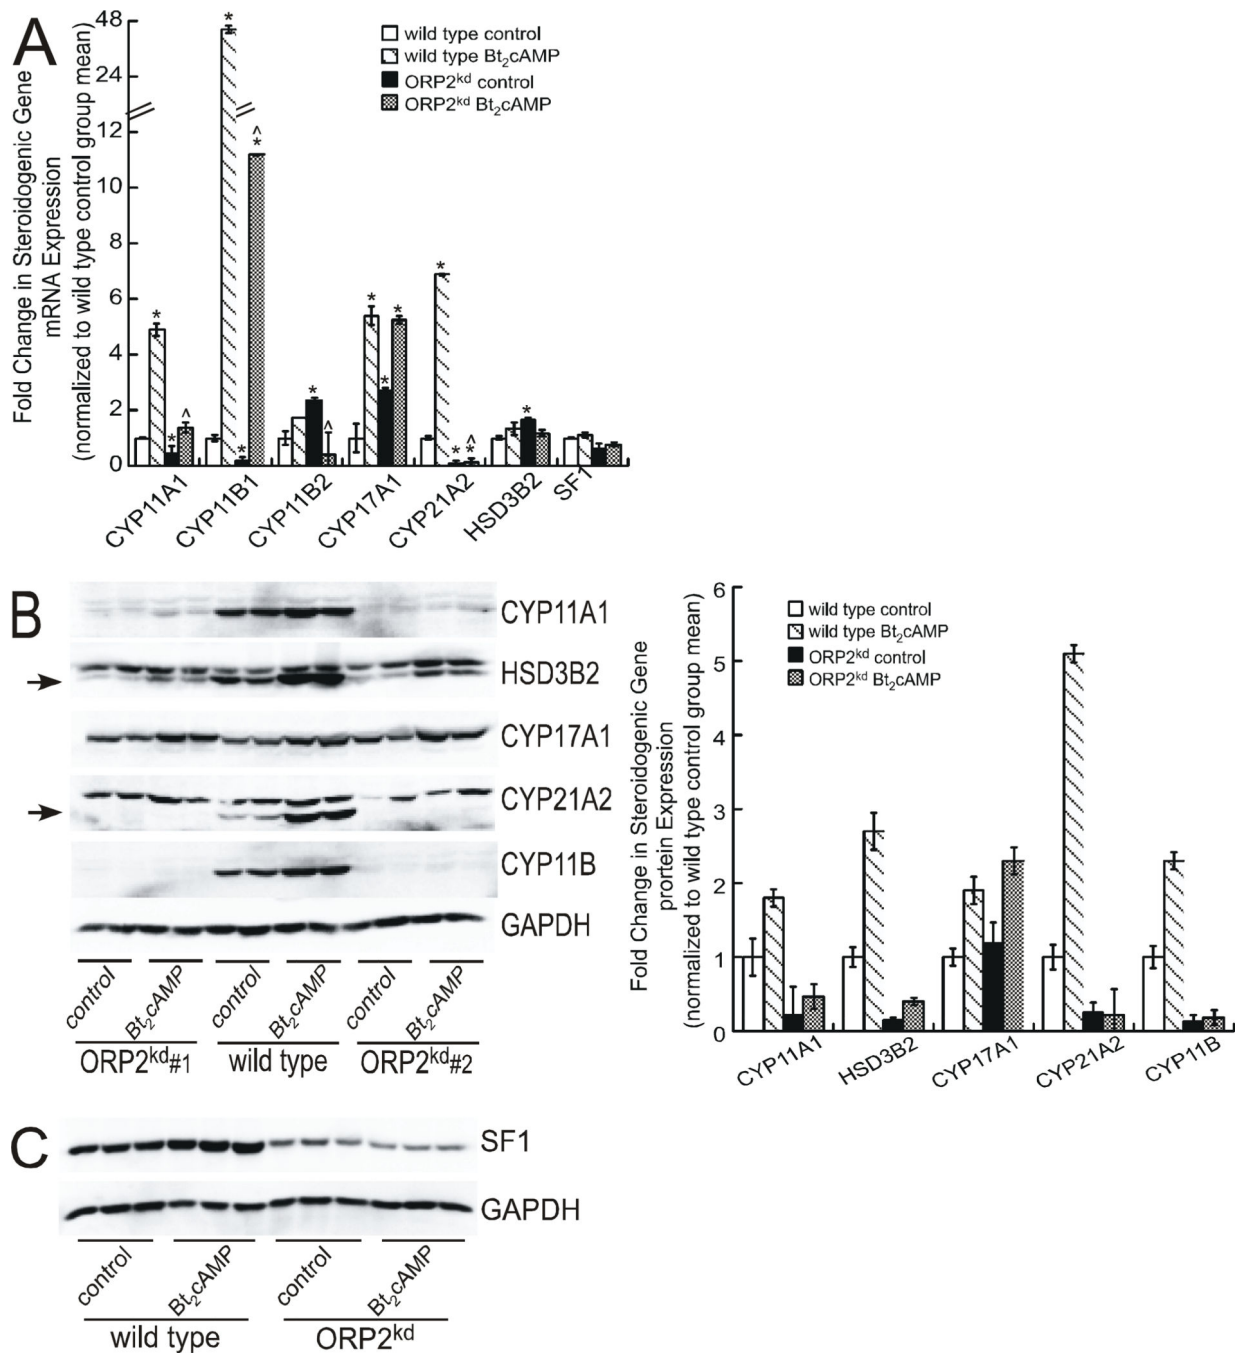 A
Fold Change in Steroidogenic Gene
mRNA Expression
(normalized to wild type control group mean)
48
24
12
10
8
6
4
2
0
wild type control
wild type Bt₂cAMP
ORP2ᵏᵈ control
ORP2ᵏᵈ Bt₂cAMP
*
*
*
^
*
^
*
*
^
*
*
*
*
*
^
*
*
CYP11A1
CYP11B1
CYP11B2
CYP17A1
CYP21A2
HSD3B2
SF1
B
CYP11A1
HSD3B2
CYP17A1
CYP21A2
CYP11B
GAPDH
control
Bt₂cAMP
control
Bt₂cAMP
control
Bt₂cAMP
ORP2ᵏᵈ#1
wild type
ORP2ᵏᵈ#2
Fold Change in Steroidogenic Gene
prortein Expression
(normalized to wild type control group mean)
6
5
4
3
2
1
0
wild type control
wild type Bt₂cAMP
ORP2ᵏᵈ control
ORP2ᵏᵈ Bt₂cAMP
CYP11A1
HSD3B2
CYP17A1
CYP21A2
CYP11B
C
SF1
GAPDH
control
Bt₂cAMP
control
Bt₂cAMP
wild type
ORP2ᵏᵈ